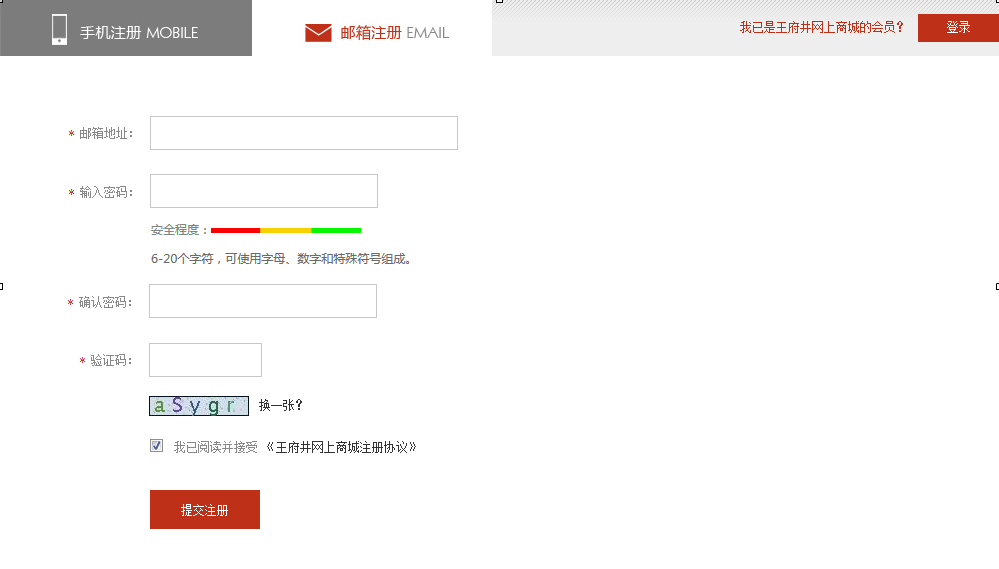 手机注册 MOBILE
邮箱注册 EMAIL
我已是王府井网上商城的会员？ 登录
* 邮箱地址：
* 输入密码：
安全程度：
6-20个字符，可使用字母、数字和特殊符号组成。
* 确认密码：
* 验证码：
aSygr 换一张？
我已阅读并接受 《王府井网上商城注册协议》
提交注册